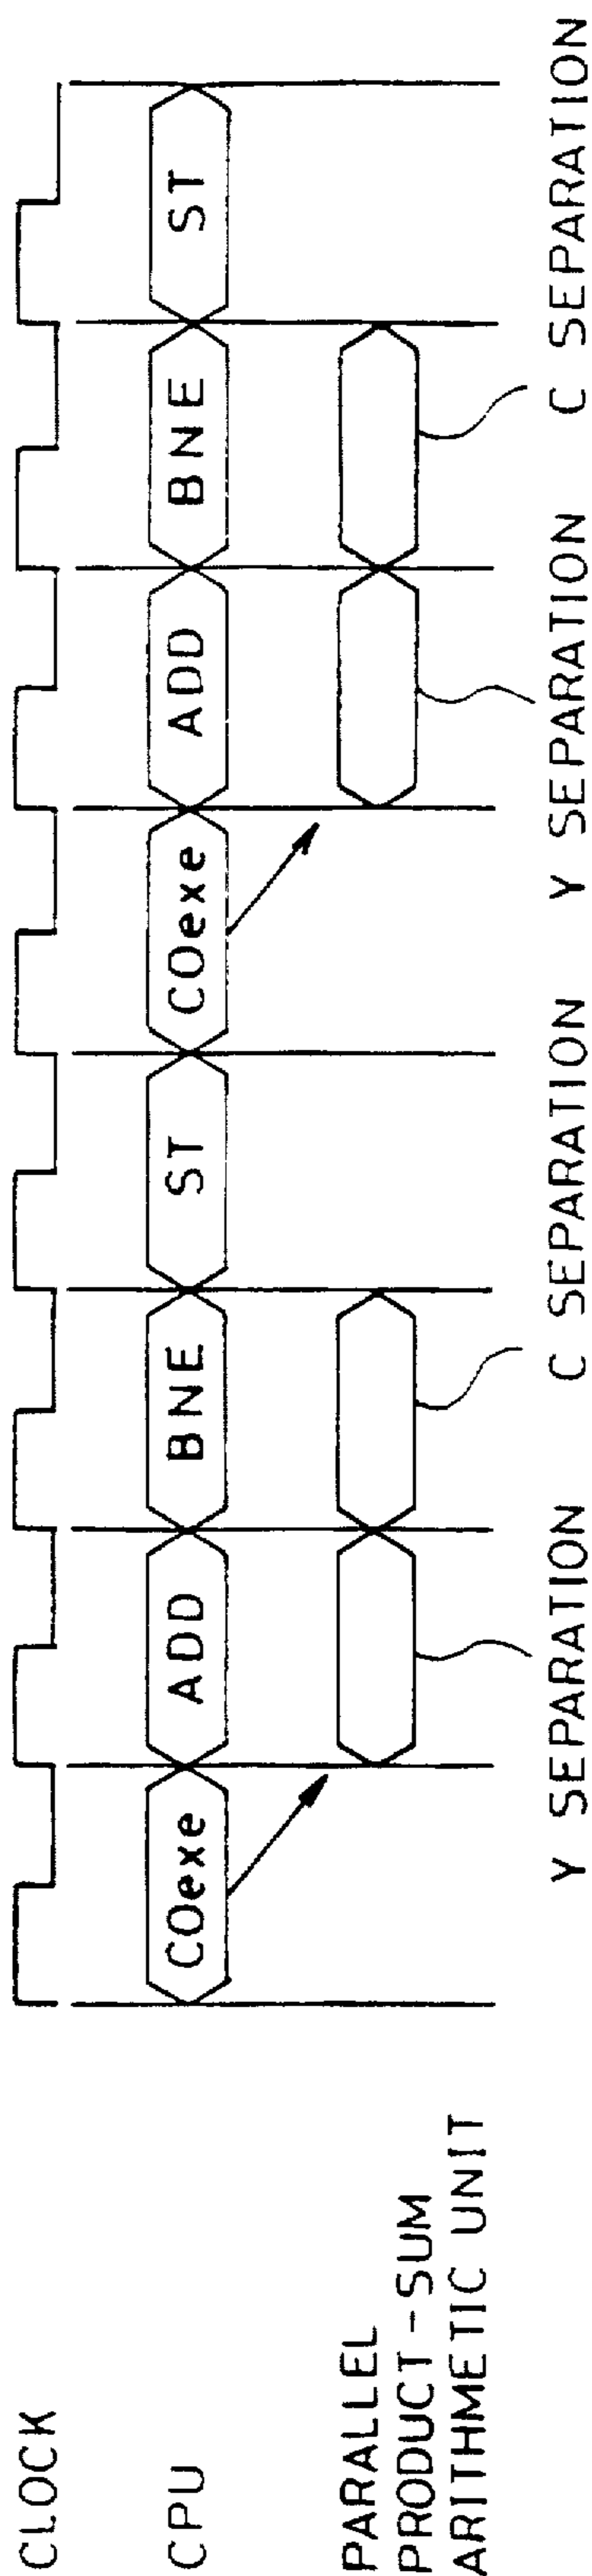 CLOCK
CPU
COexe ADD BNE ST COexe ADD BNE ST
PARALLEL
PRODUCT-SUM
ARITHMETIC UNIT
Y SEPARATION C SEPARATION Y SEPARATION C SEPARATION